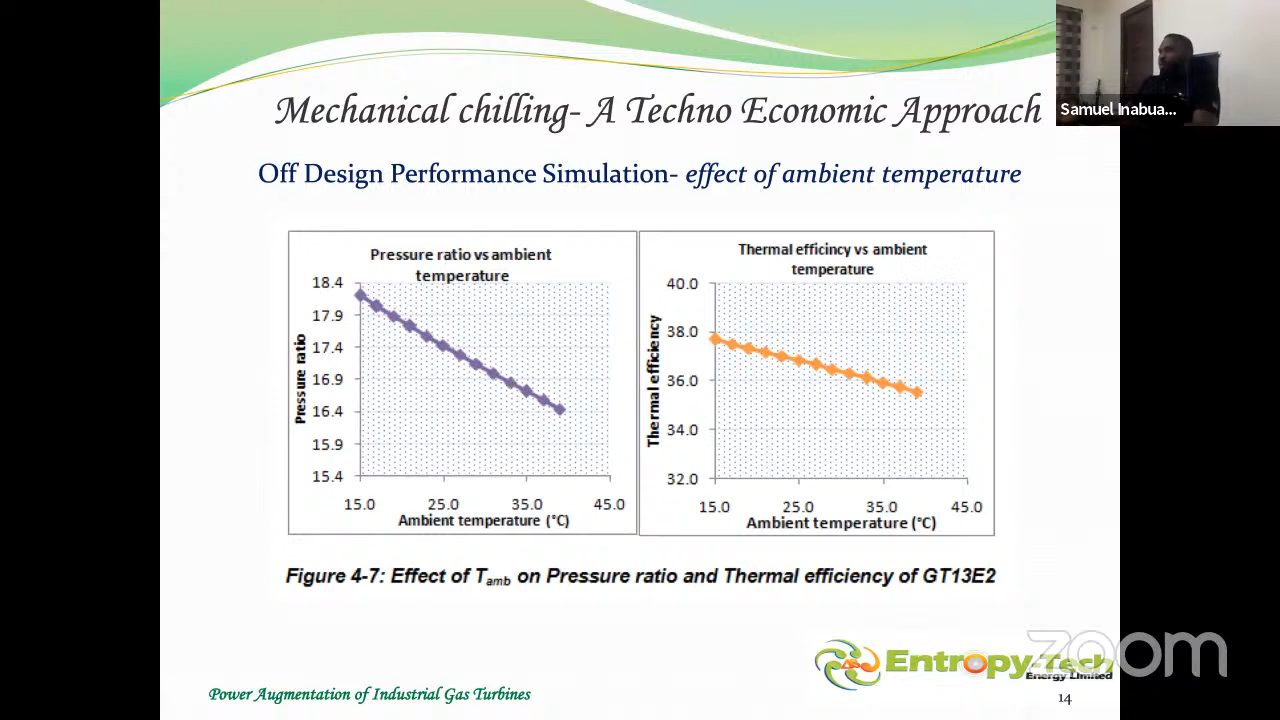 Mechanical chilling- A Techno Economic Approach
Samuel Inabua...
Off Design Performance Simulation- effect of ambient temperature
Pressure ratio vs ambient
temperature
18.4
17.9
17.4
16.9
16.4
15.9
15.4
Pressure ratio
15.0 25.0 35.0 45.0
Ambient temperature (°C)
Thermal efficincy vs ambient
temperature
40.0
38.0
36.0
34.0
32.0
Thermal efficiency
15.0 25.0 35.0 45.0
Ambient temperature (°C)
Figure 4-7: Effect of Tamb on Pressure ratio and Thermal efficiency of GT13E2
zoom
Entropy-Tech
Energy Limited
Power Augmentation of Industrial Gas Turbines
14